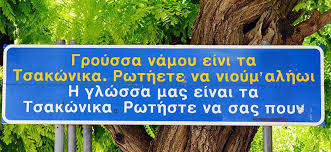 Γρούσσα νάμου είνι τα
Τσακώνικα. Ρωτήετε να νιούμ'αλήωι
Η γλώσσα μας είναι τα
Τσακώνικα. Ρωτήστε να σας πουν